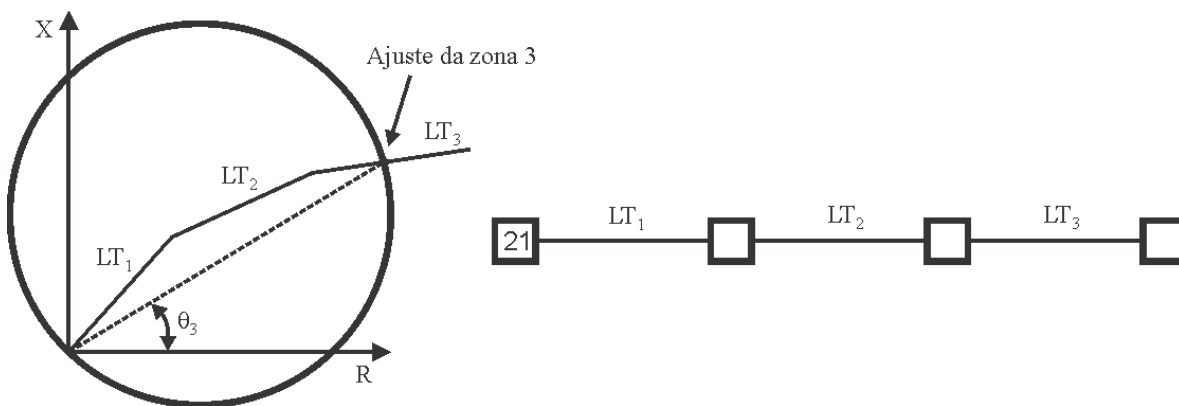 X
Ajuste da zona 3
LT3
LT2
LT1
θ3
R
21
LT1
LT2
LT3